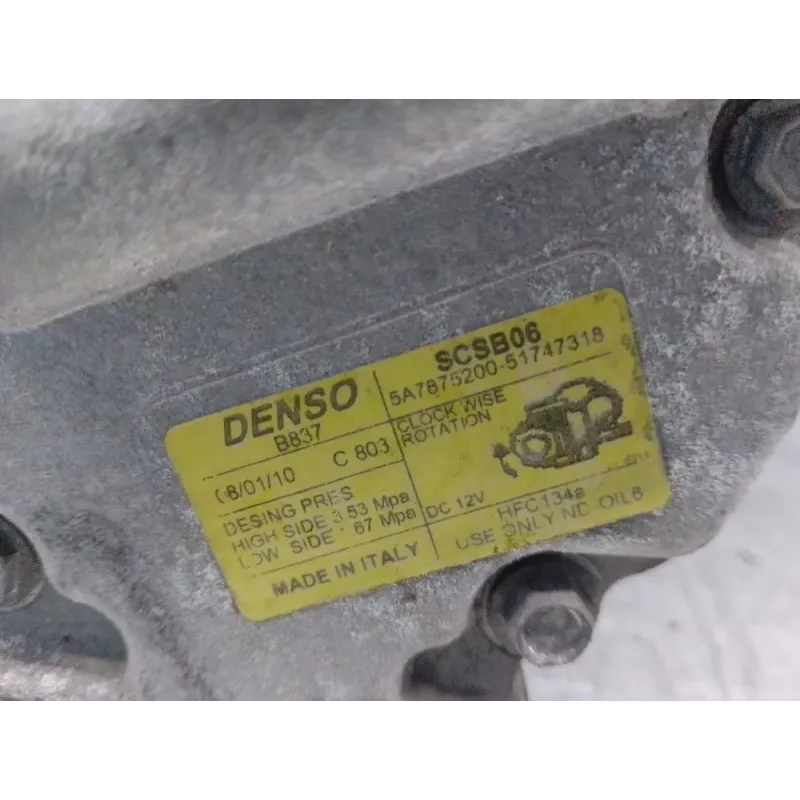 DENSO
B837
08/01/10 C 803
DESING PRES
HIGH SIDE 3.53 Mpa
LOW SIDE - 67 Mpa
MADE IN ITALY
SCSB06
5A7875200-51747318
CLOCK WISE
ROTATION
DC 12V
HFC134a
USE ONLY ND OIL8